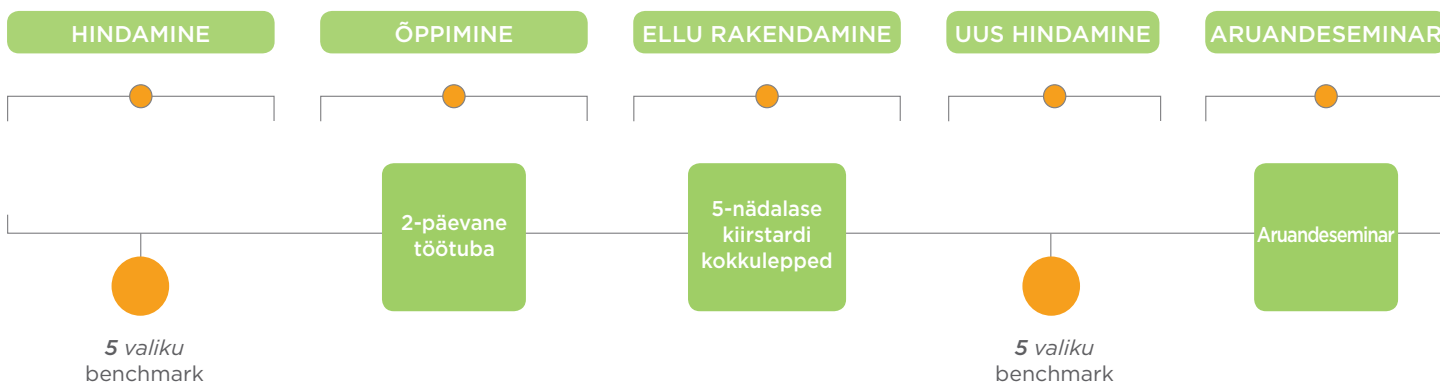 HINDAMINE
ÕPPIMINE
ELLU RAKENDAMINE
UUS HINDAMINE
ARUANDESEMINAR
2-päevane
töötuba
5-nädalase
kiirstardi
kokkulepped
Aruandeseminar
5 valiku
benchmark
5 valiku
benchmark